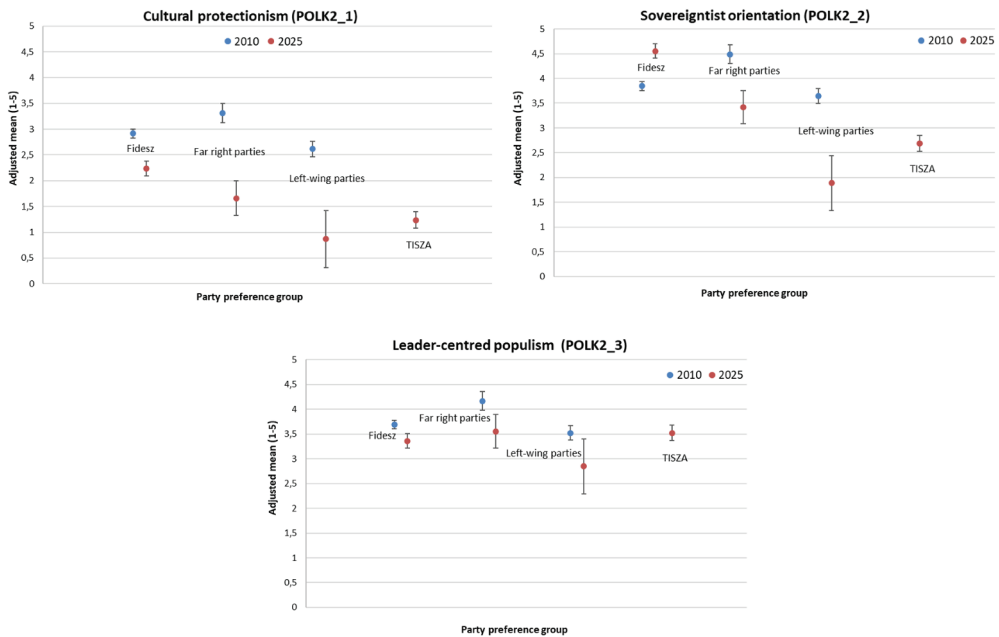 Cultural protectionism (POLK2_1)
2010 2025
Adjusted mean (1-5)
5
4,5
4
3,5
3
2,5
2
1,5
1
0,5
0
Fidesz
Far right parties
Left-wing parties
TISZA
Party preference group
Sovereigntist orientation (POLK2_2)
2010 2025
Adjusted mean (1-5)
5
4,5
4
3,5
3
2,5
2
1,5
1
0,5
0
Fidesz
Far right parties
Left-wing parties
TISZA
Party preference group
Leader-centred populism (POLK2_3)
2010 2025
Adjusted mean (1-5)
5
4,5
4
3,5
3
2,5
2
1,5
1
0,5
0
Fidesz
Far right parties
Left-wing parties
TISZA
Party preference group